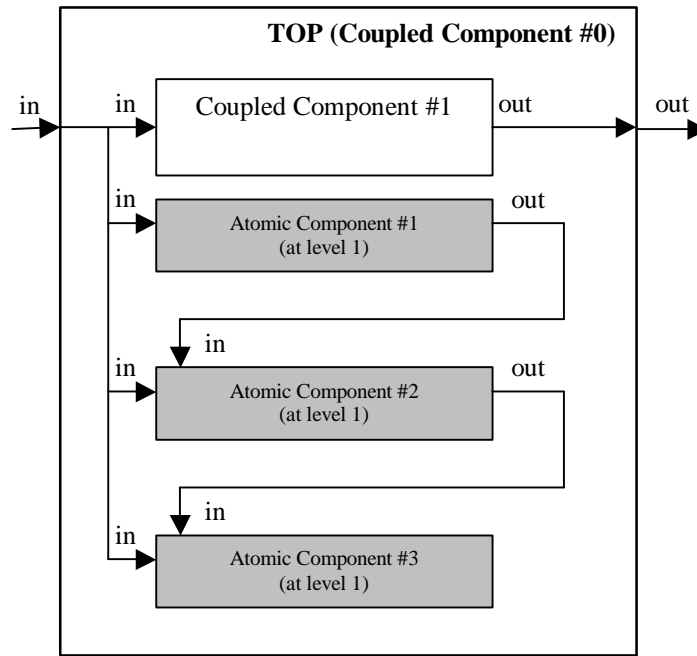 TOP (Coupled Component #0)
in
in
Coupled Component #1
out
out
in
Atomic Component #1
(at level 1)
out
in
in
Atomic Component #2
(at level 1)
out
in
in
Atomic Component #3
(at level 1)